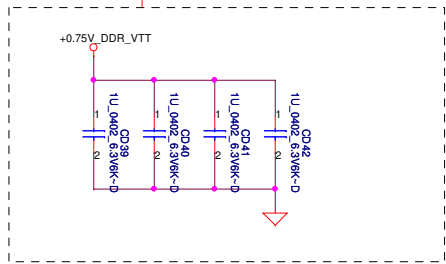 +0.75V_DDR_VTT
1
2
CD39
1U_0402_6.3V6K~D
1
2
CD40
1U_0402_6.3V6K~D
1
2
CD41
1U_0402_6.3V6K~D
1
2
CD42
1U_0402_6.3V6K~D